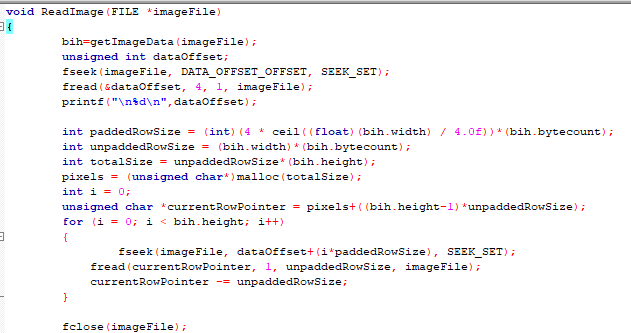 void ReadImage(FILE *imageFile)
{
bih=getImageData(imageFile);
unsigned int dataOffset;
fseek(imageFile, DATA_OFFSET_OFFSET, SEEK_SET);
fread(&dataOffset, 4, 1, imageFile);
printf("\n%d\n",dataOffset);
int paddedRowSize = (int)(4 * ceil((float)(bih.width) / 4.0f))*(bih.bytecount);
int unpaddedRowSize = (bih.width)*(bih.bytecount);
int totalSize = unpaddedRowSize*(bih.height);
pixels = (unsigned char*)malloc(totalSize);
int i = 0;
unsigned char *currentRowPointer = pixels+((bih.height-1)*unpaddedRowSize);
for (i = 0; i < bih.height; i++)
{
fseek(imageFile, dataOffset+(i*paddedRowSize), SEEK_SET);
fread(currentRowPointer, 1, unpaddedRowSize, imageFile);
currentRowPointer -= unpaddedRowSize;
}
fclose(imageFile);